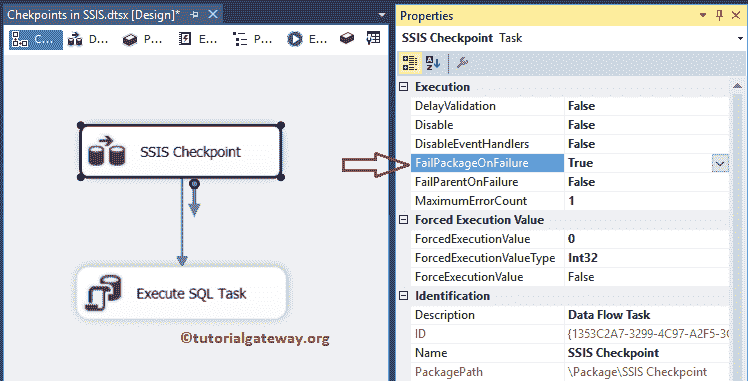 Chekpoints in SSIS.dtsx [Design]*
C... D... P... E... P... E...
SSIS Checkpoint
Execute SQL Task
©tutorialgateway.org
Properties
SSIS Checkpoint Task
Execution
DelayValidation False
Disable False
DisableEventHandlers False
FailPackageOnFailure True
FailParentOnFailure False
MaximumErrorCount 1
Forced Execution Value
ForcedExecutionValue 0
ForcedExecutionValueType Int32
ForceExecutionValue False
Identification
Description Data Flow Task
ID {1353C2A7-3299-4C97-A2F5-3C
Name SSIS Checkpoint
PackagePath \Package\SSIS Checkpoint